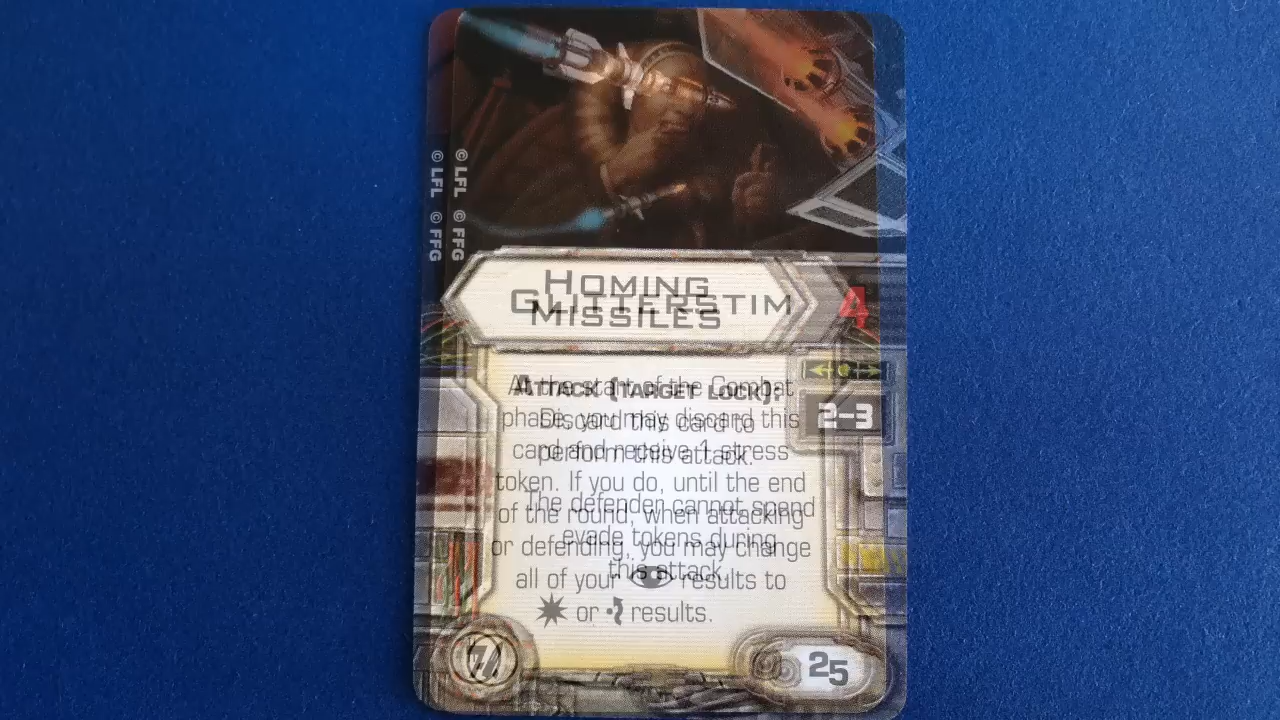 © LFL © FFG
© LFL © FFG
HOMING
MISSILES
GLITTERSTIM
4
ATTACK (TARGET LOCK):
Discard this card to
perform this attack.
The defender cannot spend
evade tokens during
this attack.
2–3
At the start of the Combat
phase, you may discard this
card and receive 1 stress
token. If you do, until the end
of the round, when attacking
or defending, you may change
all of your results to
or results.
2
5